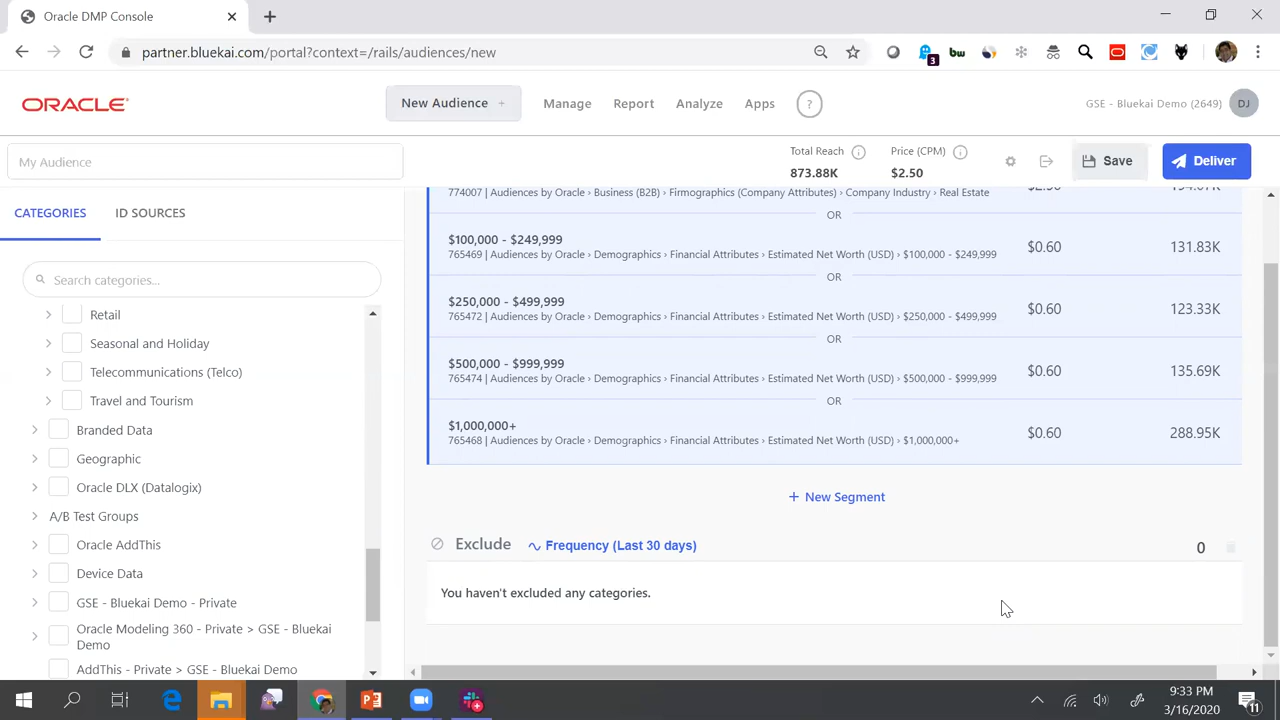 Oracle DMP Console
partner.bluekai.com/portal?context=/rails/audiences/new
3
bw
ORACLE
New Audience +
Manage
Report
Analyze
Apps
?
GSE - Bluekai Demo (2649)
DJ
My Audience
Total Reach
873.88K
Price (CPM)
$2.50
Save
Deliver
CATEGORIES
ID SOURCES
Search categories...
Retail
Seasonal and Holiday
Telecommunications (Telco)
Travel and Tourism
Branded Data
Geographic
Oracle DLX (Datalogix)
A/B Test Groups
Oracle AddThis
Device Data
GSE - Bluekai Demo - Private
Oracle Modeling 360 - Private > GSE - Bluekai
Demo
AddThis - Private > GSE - Bluekai Demo
774007 | Audiences by Oracle › Business (B2B) › Firmographics (Company Attributes) › Company Industry › Real Estate
OR
$100,000 - $249,999
765469 | Audiences by Oracle › Demographics › Financial Attributes › Estimated Net Worth (USD) › $100,000 - $249,999
$0.60
131.83K
OR
$250,000 - $499,999
765472 | Audiences by Oracle › Demographics › Financial Attributes › Estimated Net Worth (USD) › $250,000 - $499,999
$0.60
123.33K
OR
$500,000 - $999,999
765474 | Audiences by Oracle › Demographics › Financial Attributes › Estimated Net Worth (USD) › $500,000 - $999,999
$0.60
135.69K
OR
$1,000,000+
765468 | Audiences by Oracle › Demographics › Financial Attributes › Estimated Net Worth (USD) › $1,000,000+
$0.60
288.95K
+ New Segment
Exclude
Frequency (Last 30 days)
0
You haven't excluded any categories.
9:33 PM
3/16/2020
11